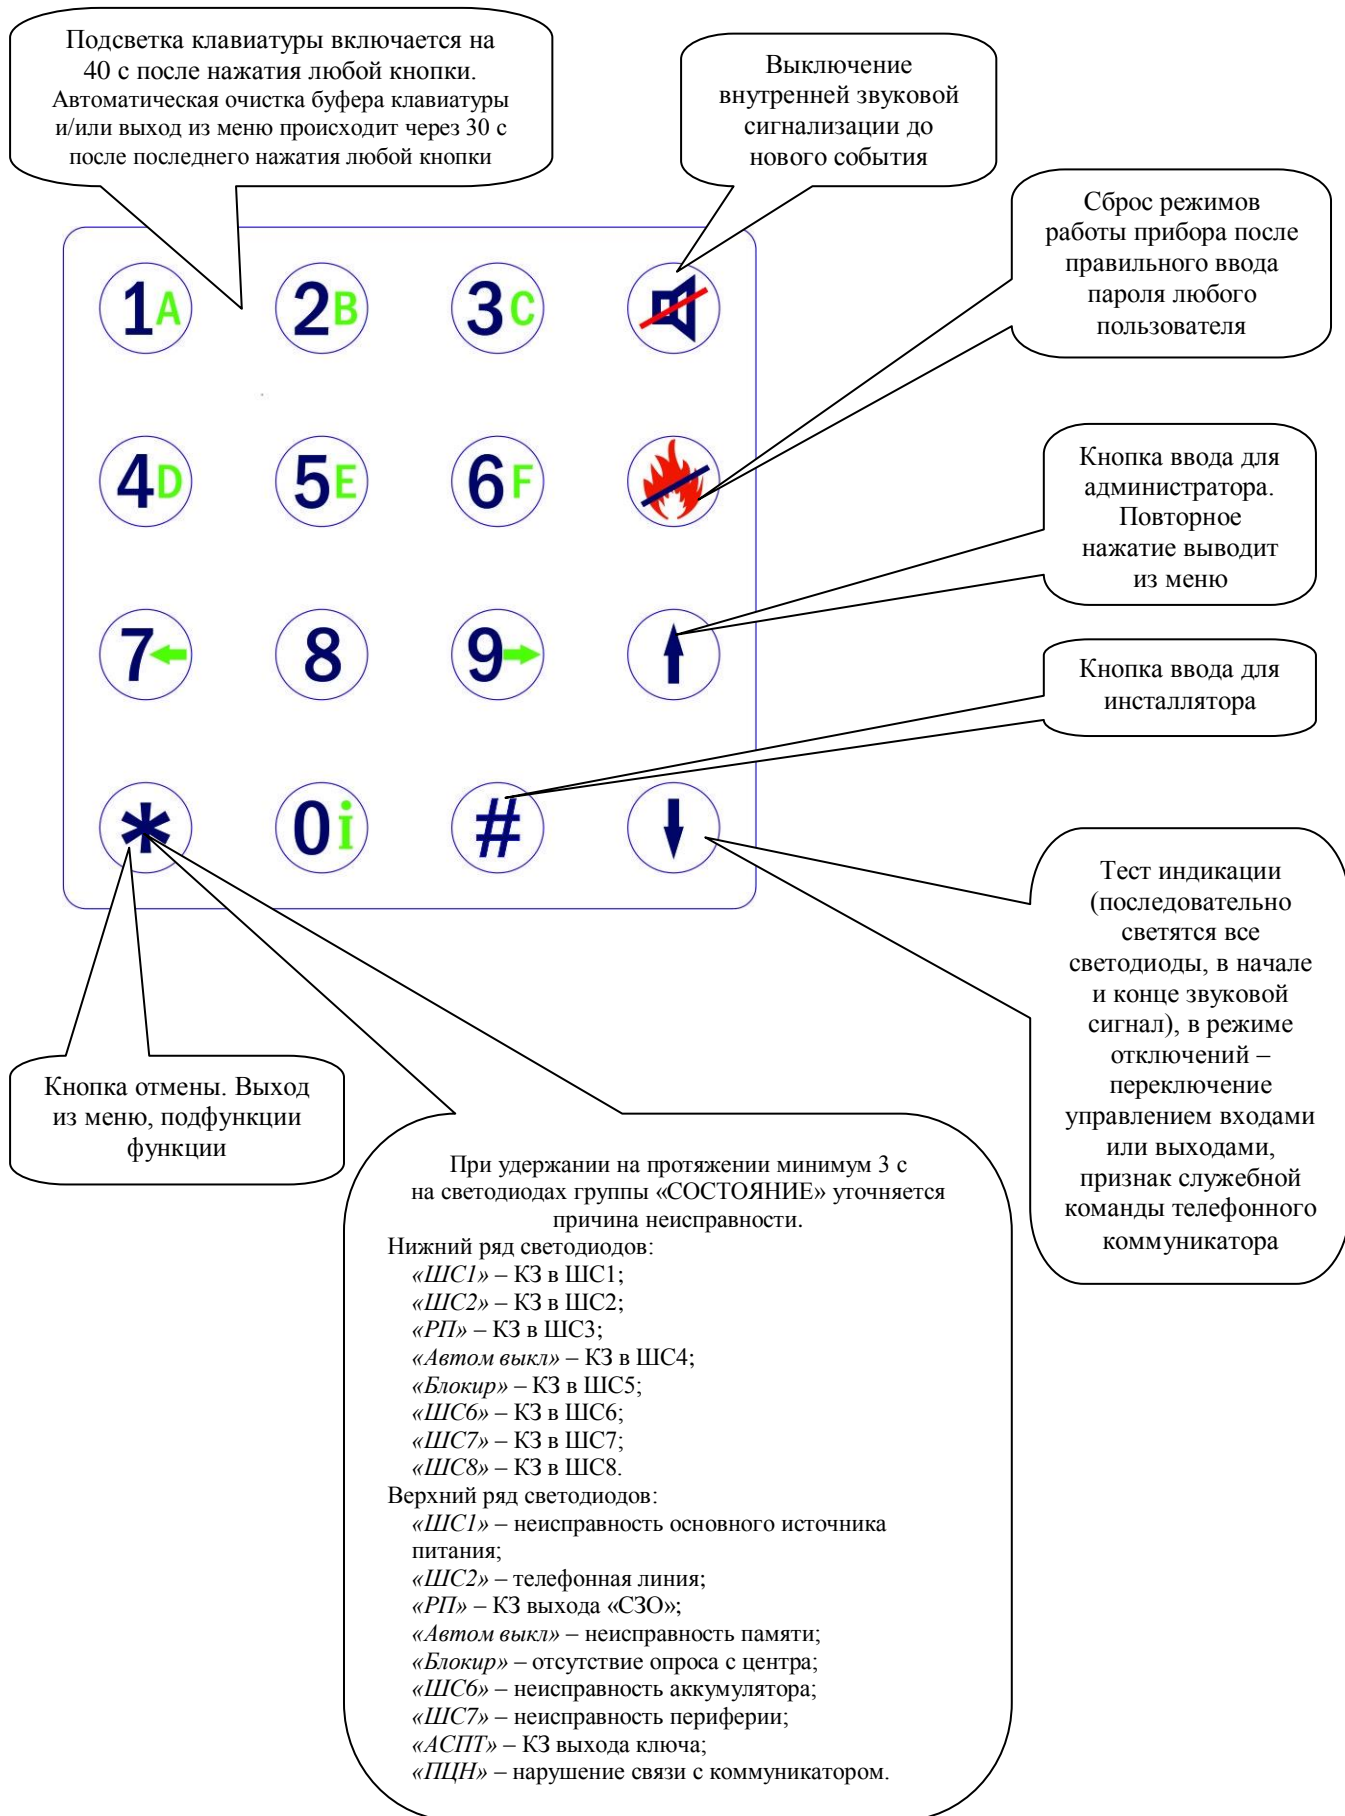 Подсветка клавиатуры включается на
40 с после нажатия любой кнопки.
Автоматическая очистка буфера клавиатуры
и/или выход из меню происходит через 30 с
после последнего нажатия любой кнопки
Выключение
внутренней звуковой
сигнализации до
нового события
Сброс режимов
работы прибора после
правильного ввода
пароля любого
пользователя
1 A
2 B
3 C
4 D
5 E
6 F
Кнопка ввода для
администратора.
Повторное
нажатие выводит
из меню
7
8
9
Кнопка ввода для
инсталлятора
*
0 i
#
Тест индикации
(последовательно
светятся все
светодиоды, в начале
и конце звуковой
сигнал), в режиме
отключений –
переключение
управлением входами
или выходами,
признак служебной
команды телефонного
коммуникатора
Кнопка отмены. Выход
из меню, подфункции
функции
При удержании на протяжении минимум 3 с
на светодиодах группы «СОСТОЯНИЕ» уточняется
причина неисправности.
Нижний ряд светодиодов:
«ШС1» – КЗ в ШС1;
«ШС2» – КЗ в ШС2;
«РП» – КЗ в ШС3;
«Автом выкл» – КЗ в ШС4;
«Блокир» – КЗ в ШС5;
«ШС6» – КЗ в ШС6;
«ШС7» – КЗ в ШС7;
«ШС8» – КЗ в ШС8.
Верхний ряд светодиодов:
«ШС1» – неисправность основного источника
питания;
«ШС2» – телефонная линия;
«РП» – КЗ выхода «СЗО»;
«Автом выкл» – неисправность памяти;
«Блокир» – отсутствие опроса с центра;
«ШС6» – неисправность аккумулятора;
«ШС7» – неисправность периферии;
«АСПТ» – КЗ выхода ключа;
«ПЦН» – нарушение связи с коммуникатором.